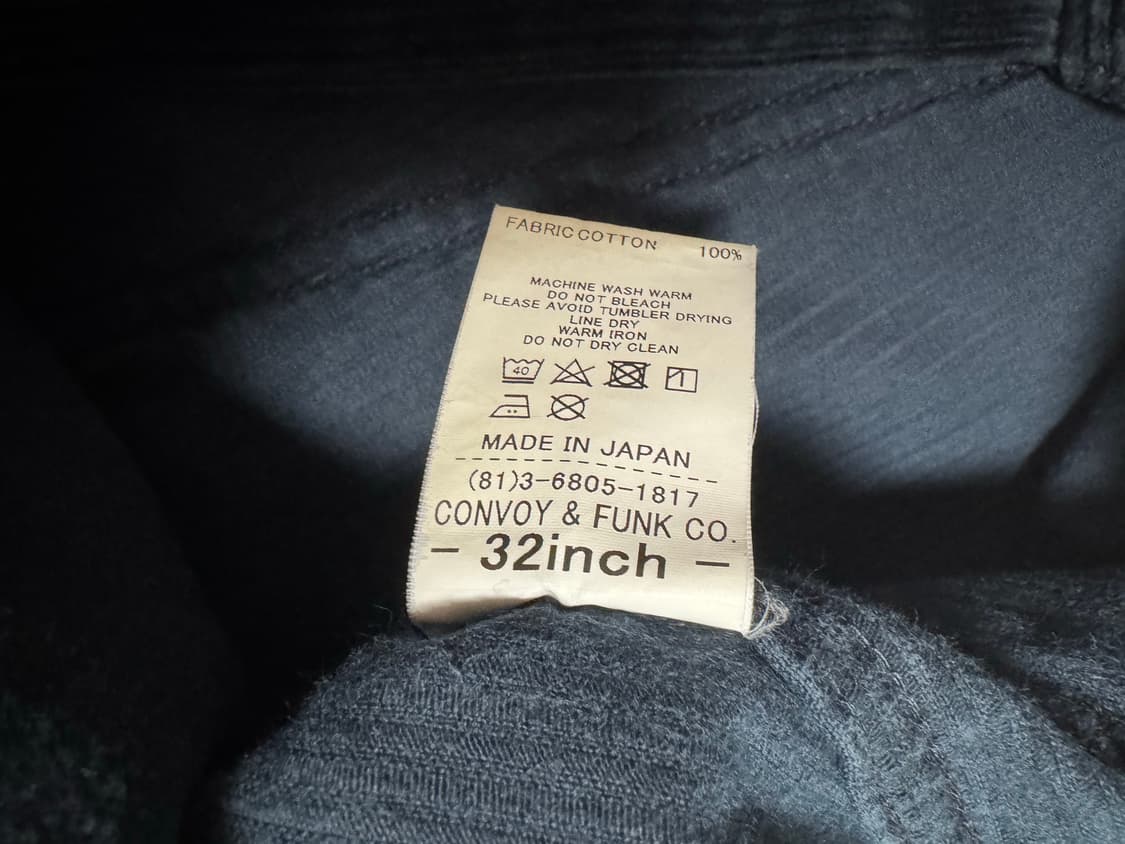 FABRIC COTTON 100%
MACHINE WASH WARM
DO NOT BLEACH
PLEASE AVOID TUMBLER DRYING
LINE DRY
WARM IRON
DO NOT DRY CLEAN
40
MADE IN JAPAN
(81)3-6805-1817
CONVOY & FUNK CO.
- 32inch -